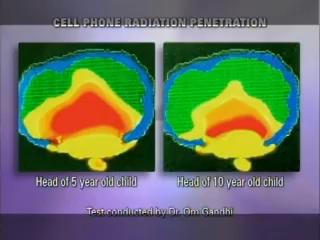 CELL PHONE RADIATION PENETRATION
Head of 5 year old child
Head of 10 year old child
Test conducted by Dr. Om Gandhi